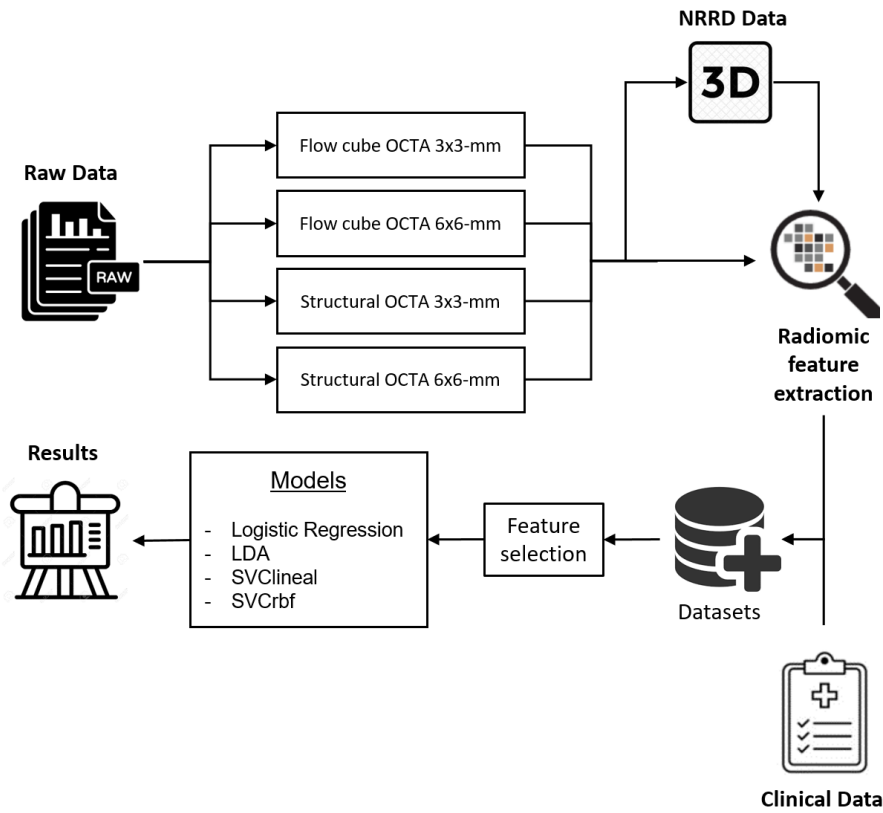 NRRD Data
3D
Flow cube OCTA 3x3-mm
Raw Data
RAW
Flow cube OCTA 6x6-mm
Structural OCTA 3x3-mm
Structural OCTA 6x6-mm
Radiomic
feature
extraction
Results
Models
- Logistic Regression
- LDA
- SVClineal
- SVCrbf
Feature
selection
Datasets
Clinical Data